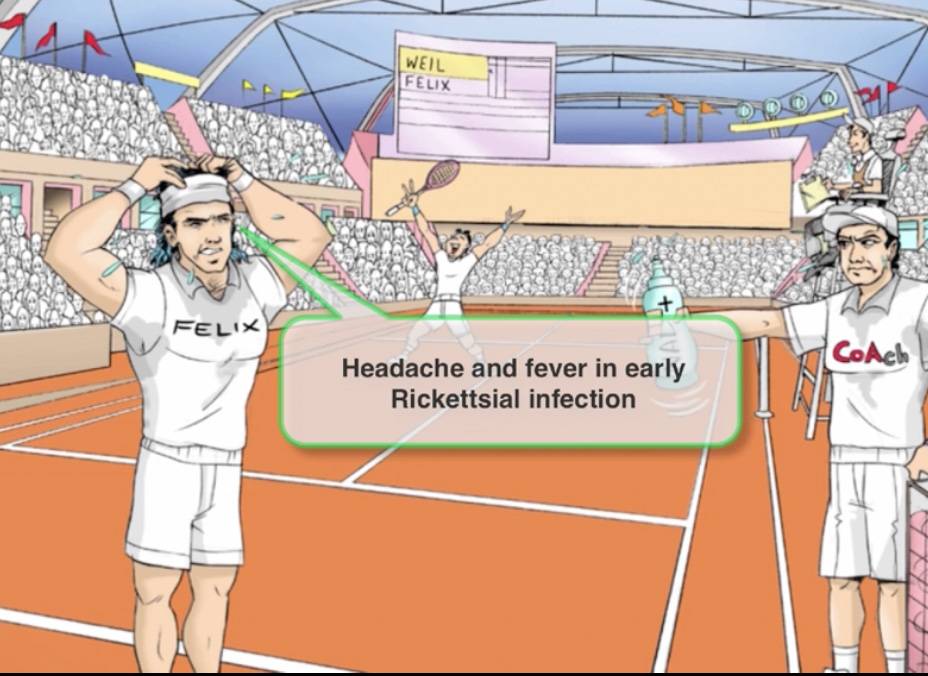 WEIL
FELIX
FELIX
CoAch
+
Headache and fever in early
Rickettsial infection